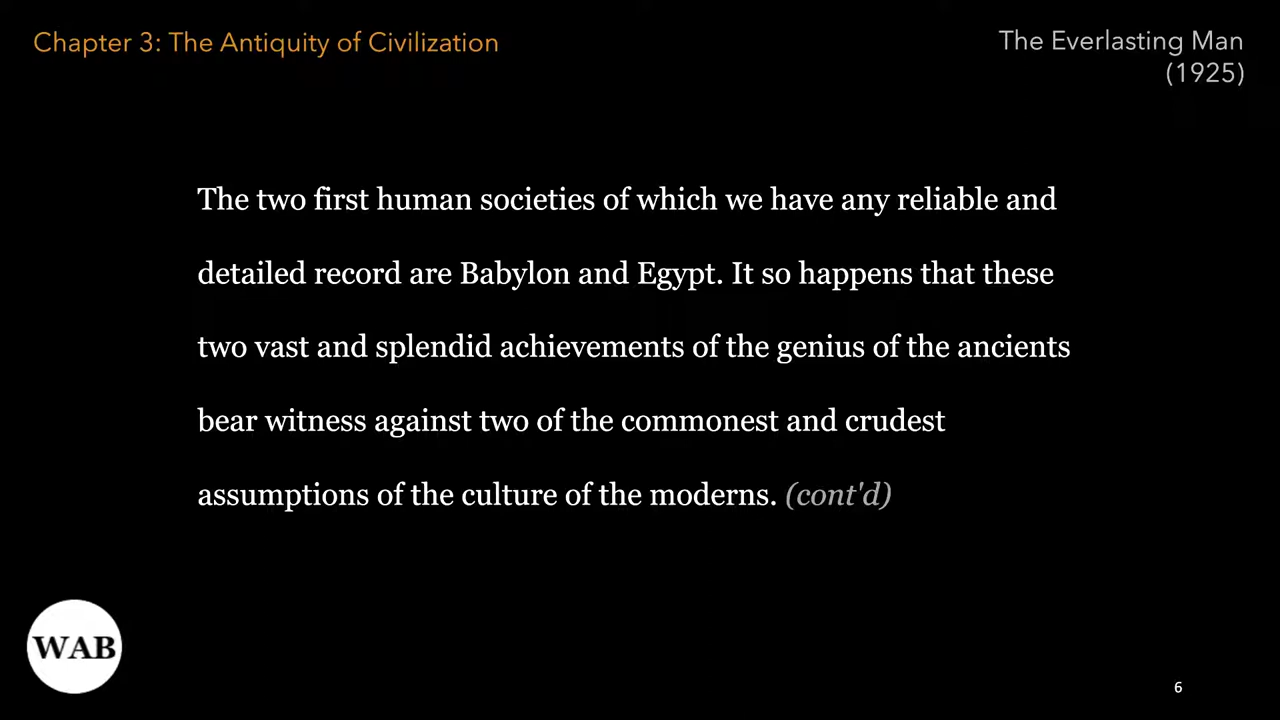 Chapter 3: The Antiquity of Civilization
The Everlasting Man
(1925)
The two first human societies of which we have any reliable and
detailed record are Babylon and Egypt. It so happens that these
two vast and splendid achievements of the genius of the ancients
bear witness against two of the commonest and crudest
assumptions of the culture of the moderns. (cont'd)
WAB
6